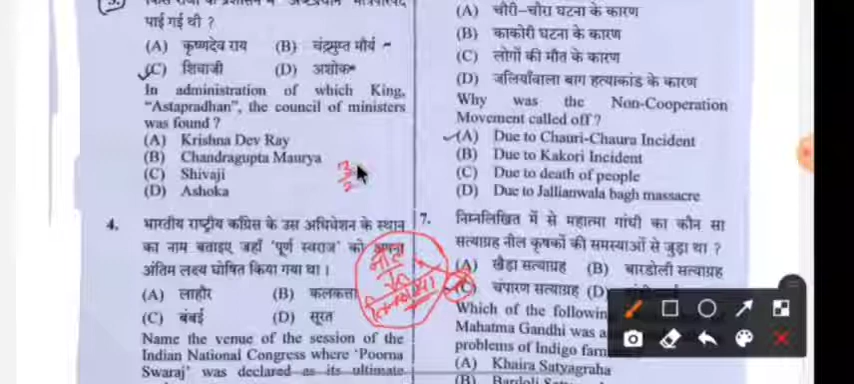 3.
पाई गई थी ?
(A) कृष्णदेव राय (B) चंद्रगुप्त मौर्य
(C) शिवाजी (D) अशोक
In administration of which King,
"Astapradhan", the council of ministers
was found ?
(A) Krishna Dev Ray
(B) Chandragupta Maurya
(C) Shivaji
(D) Ashoka
4. भारतीय राष्ट्रीय कांग्रेस के उस अधिवेशन के स्थान
का नाम बताइए जहाँ 'पूर्ण स्वराज' को अपना
अंतिम लक्ष्य घोषित किया गया था ।
(A) लाहौर (B) कलकत्ता
(C) बंबई (D) सूरत
Name the venue of the session of the
Indian National Congress where 'Poorna
Swaraj' was declared as its ultimate
(A) चौरी-चौरा घटना के कारण
(B) काकोरी घटना के कारण
(C) लोगों की मौत के कारण
(D) जलियाँवाला बाग हत्याकांड के कारण
Why was the Non-Cooperation
Movement called off ?
(A) Due to Chauri-Chaura Incident
(B) Due to Kakori Incident
(C) Due to death of people
(D) Due to Jallianwala bagh massacre
7. निम्नलिखित में से महात्मा गांधी का कौन सा
सत्याग्रह नील कृषकों की समस्याओं से जुड़ा था ?
(A) खैड़ा सत्याग्रह (B) बारडोली सत्याग्रह
(C) चंपारण सत्याग्रह (D)
Which of the following
Mahatma Gandhi was a
problems of Indigo farm
(A) Khaira Satyagraha
(B) Bardoli